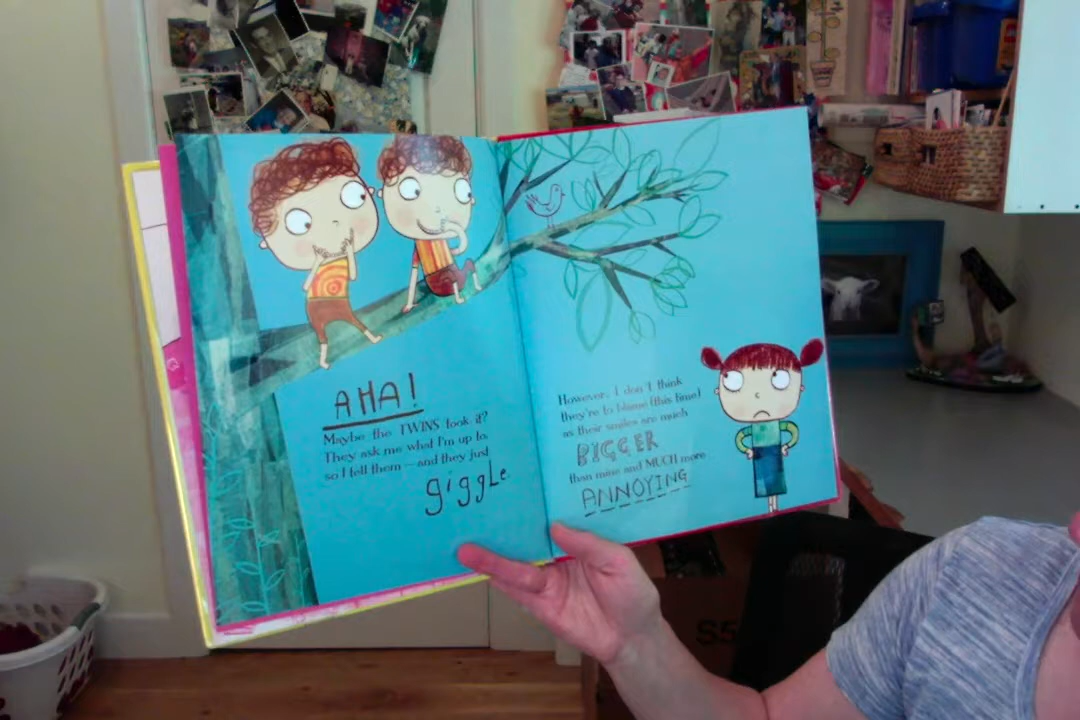 AHA!
Maybe the TWINS took it?
They ask me what I'm up to,
so I tell them — and they just
giggLe.
However, I don't think
they're to blame (this time)
as their smiles are much
BIGGER
than mine and MUCH more
ANNOYING
S5